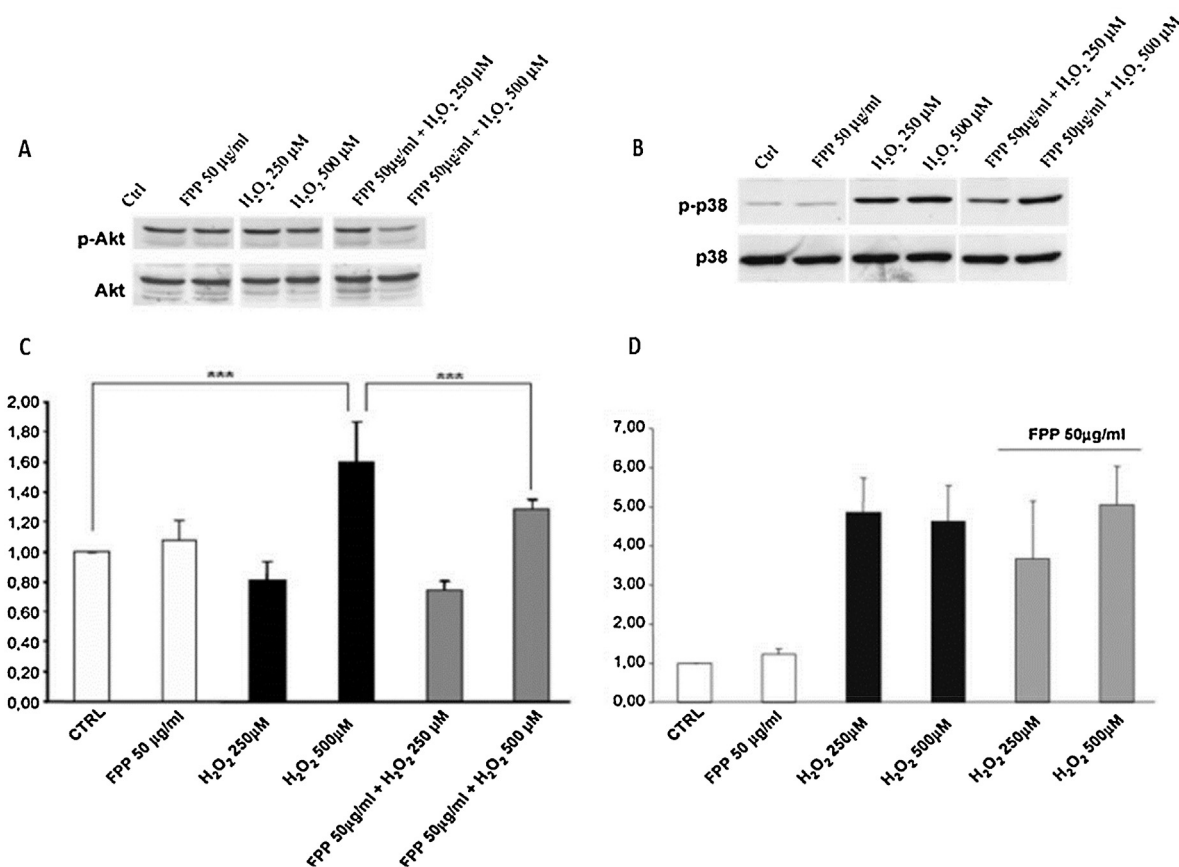 A
Ctrl
FPP 50 µg/ml
H₂O₂ 250 µM
H₂O₂ 500 µM
FPP 50µg/ml + H₂O₂ 250 µM
FPP 50µg/ml + H₂O₂ 500 µM
p-Akt
Akt
B
Ctrl
FPP 50 µg/ml
H₂O₂ 250 µM
H₂O₂ 500 µM
FPP 50µg/ml + H₂O₂ 250 µM
FPP 50µg/ml + H₂O₂ 500 µM
p-p38
p38
C
***
***
2,00
1,80
1,60
1,40
1,20
1,00
0,80
0,60
0,40
0,20
0,00
CTRL
FPP 50 µg/ml
H₂O₂ 250µM
H₂O₂ 500µM
FPP 50µg/ml + H₂O₂ 250 µM
FPP 50µg/ml + H₂O₂ 500 µM
D
FPP 50µg/ml
7,00
6,00
5,00
4,00
3,00
2,00
1,00
0,00
CTRL
FPP 50 µg/ml
H₂O₂ 250µM
H₂O₂ 500µM
H₂O₂ 250µM
H₂O₂ 500µM